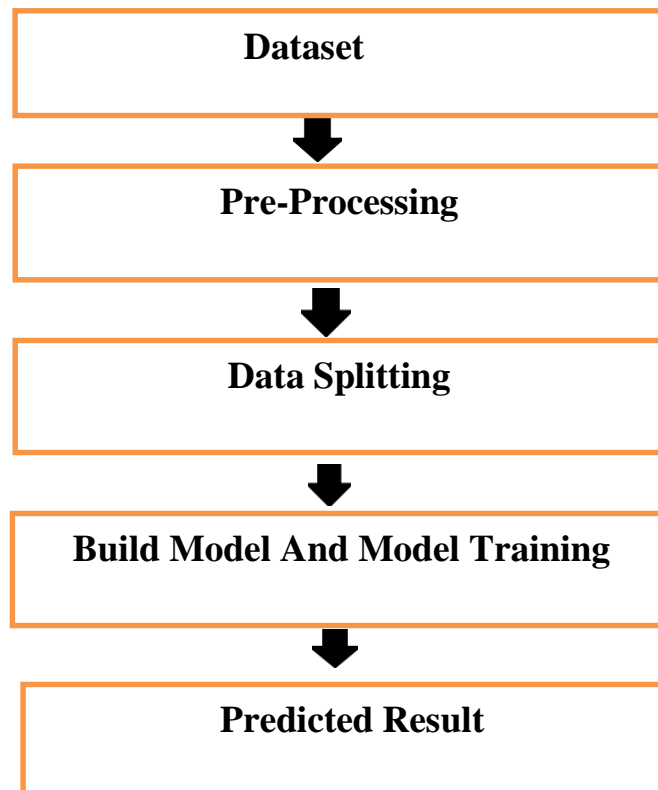 Dataset
Pre-Processing
Data Splitting
Build Model And Model Training
Predicted Result